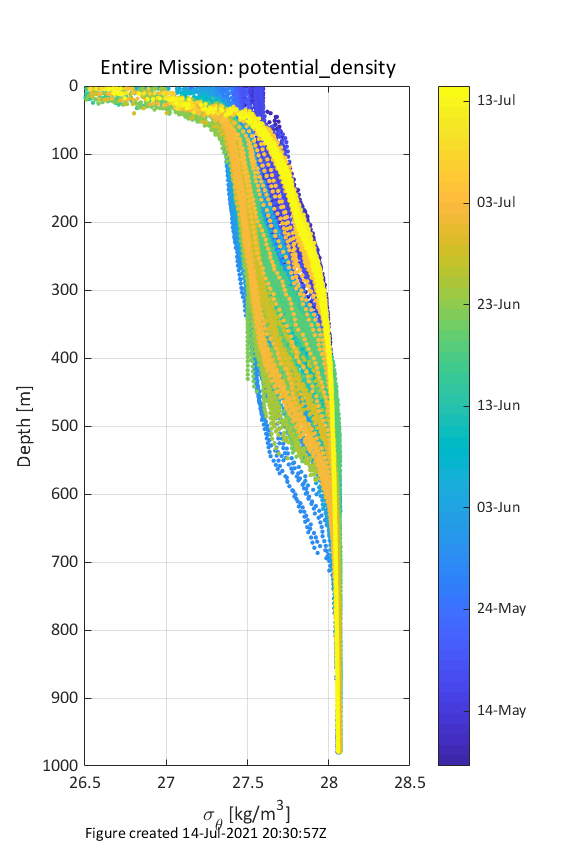 Entire Mission: potential_density
0
100
200
300
400
500
600
700
800
900
1000
Depth [m]
26.5 27 27.5 28 28.5
σθ [kg/m³]
13-Jul
03-Jul
23-Jun
13-Jun
03-Jun
24-May
14-May
Figure created 14-Jul-2021 20:30:57Z